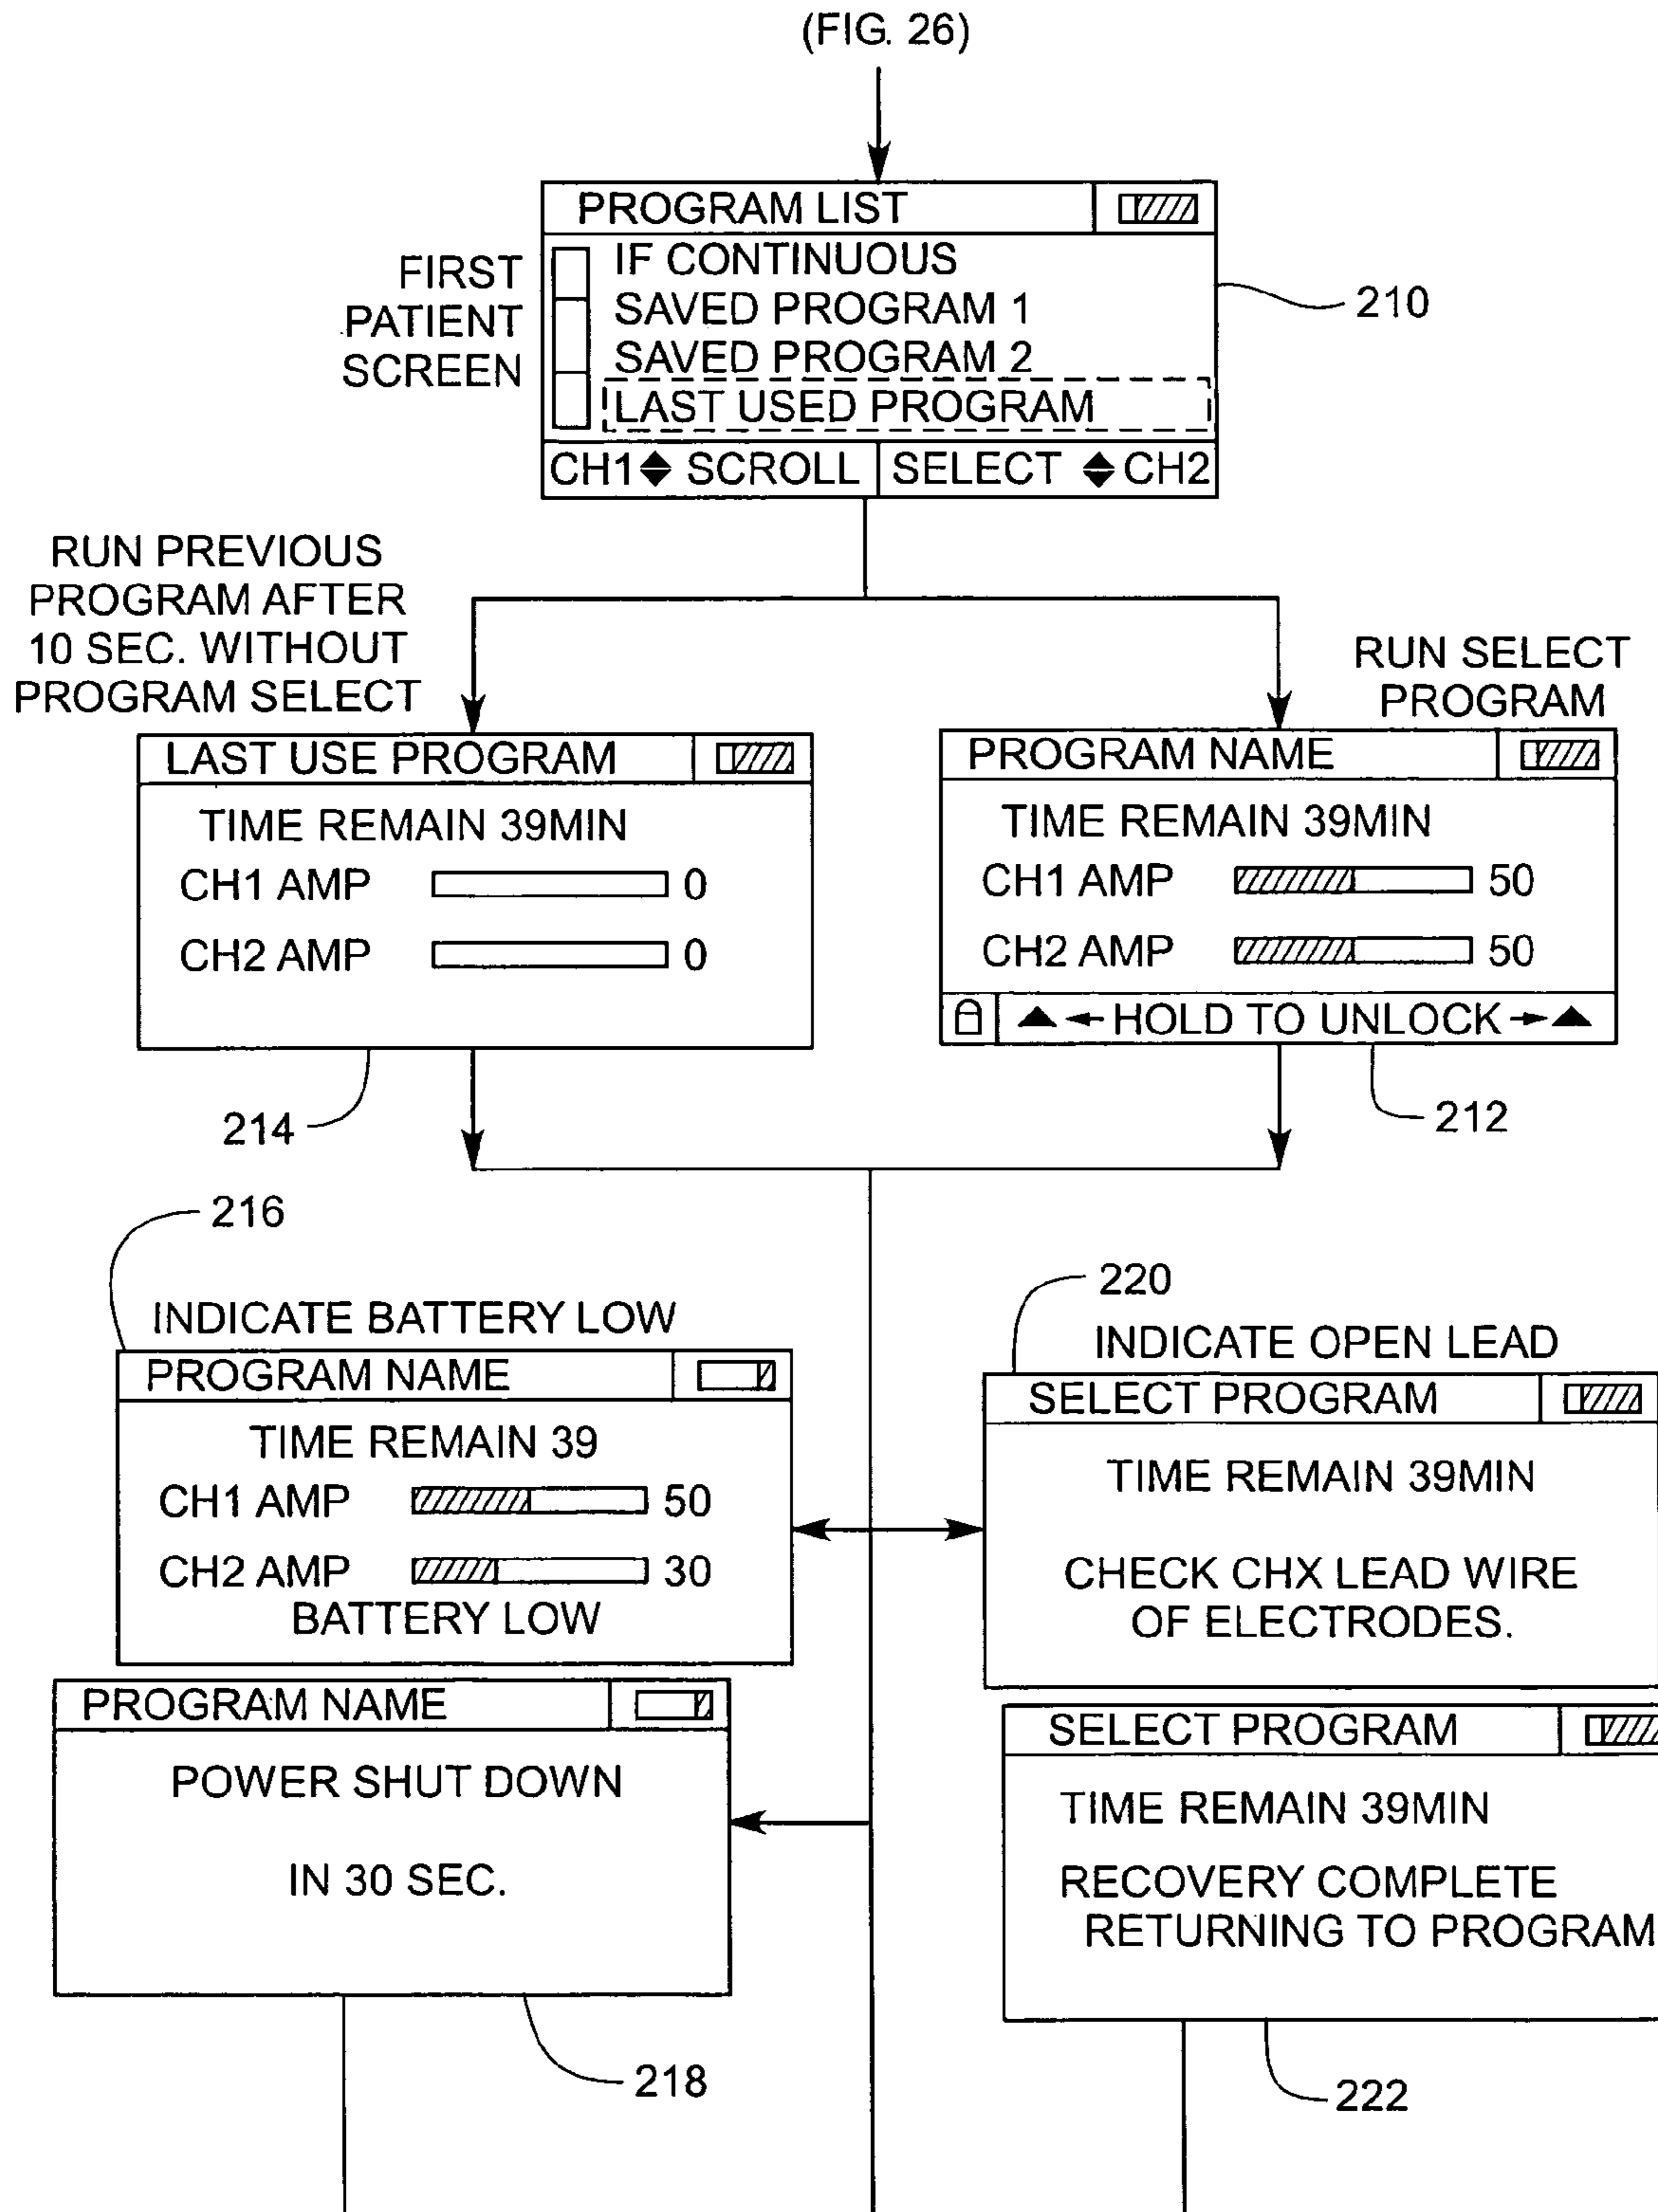 (FIG. 26)
PROGRAM LIST
FIRST
PATIENT
SCREEN
IF CONTINUOUS
SAVED PROGRAM 1
SAVED PROGRAM 2
LAST USED PROGRAM
CH1 SCROLL
SELECT CH2
210
RUN PREVIOUS
PROGRAM AFTER
10 SEC. WITHOUT
PROGRAM SELECT
LAST USE PROGRAM
TIME REMAIN 39MIN
CH1 AMP 0
CH2 AMP 0
214
RUN SELECT
PROGRAM
PROGRAM NAME
TIME REMAIN 39MIN
CH1 AMP 50
CH2 AMP 50
HOLD TO UNLOCK
212
216
INDICATE BATTERY LOW
PROGRAM NAME
TIME REMAIN 39
CH1 AMP 50
CH2 AMP 30
BATTERY LOW
220
INDICATE OPEN LEAD
SELECT PROGRAM
TIME REMAIN 39MIN
CHECK CHX LEAD WIRE
OF ELECTRODES.
PROGRAM NAME
POWER SHUT DOWN
IN 30 SEC.
218
SELECT PROGRAM
TIME REMAIN 39MIN
RECOVERY COMPLETE
RETURNING TO PROGRAM
222